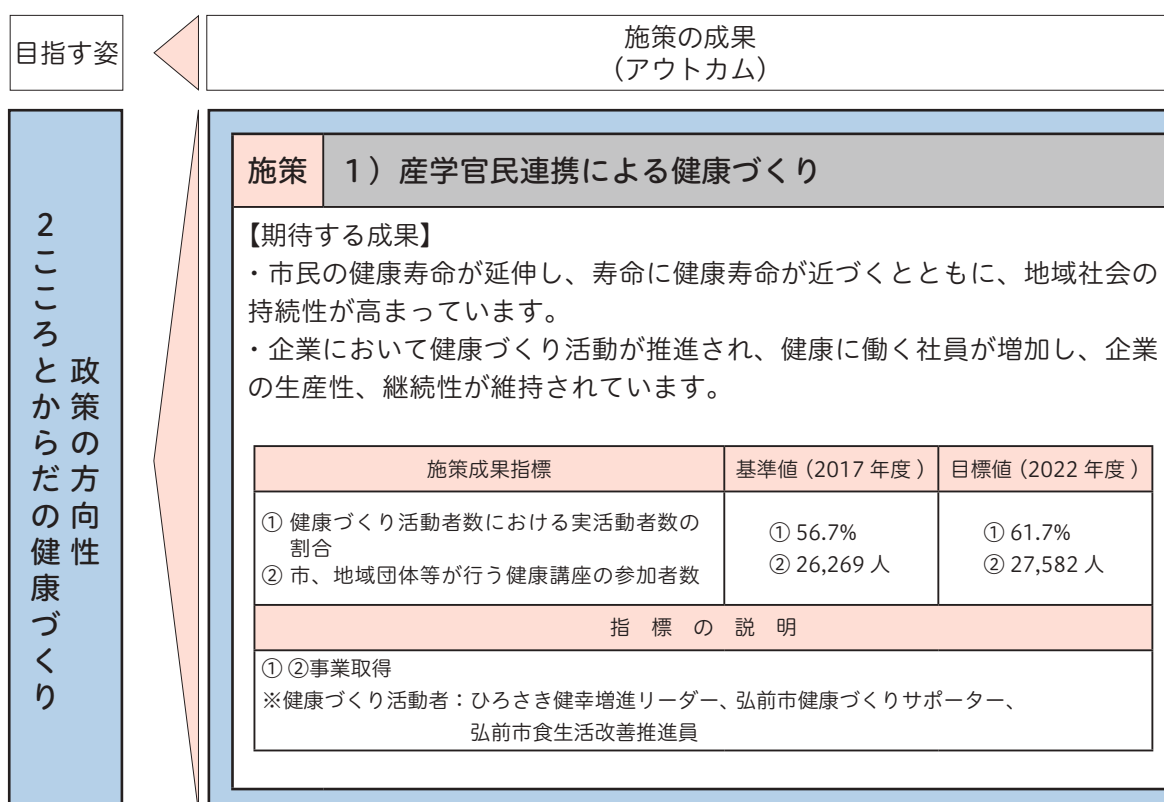 目指す姿
施策の成果
（アウトカム）
政策の方向性
2こころとからだの健康づくり
施策 1）産学官民連携による健康づくり
【期待する成果】
・市民の健康寿命が延伸し、寿命に健康寿命が近づくとともに、地域社会の
持続性が高まっています。
・企業において健康づくり活動が推進され、健康に働く社員が増加し、企業
の生産性、継続性が維持されています。
施策成果指標 基準値（2017 年度） 目標値（2022 年度）
① 健康づくり活動者数における実活動者数の
割合
② 市、地域団体等が行う健康講座の参加者数
① 56.7%
② 26,269 人
① 61.7%
② 27,582 人
指 標 の 説 明
① ②事業取得
※健康づくり活動者：ひろさき健幸増進リーダー、弘前市健康づくりサポーター、
弘前市食生活改善推進員